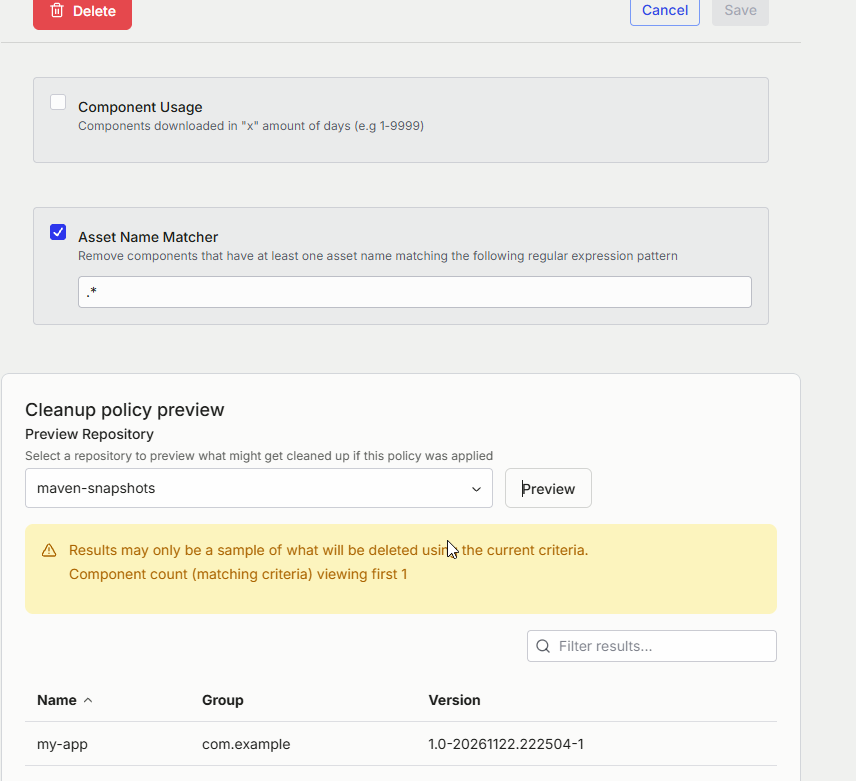 Delete
Cancel
Save
Component Usage
Components downloaded in "x" amount of days (e.g 1-9999)
Asset Name Matcher
Remove components that have at least one asset name matching the following regular expression pattern
.*
Cleanup policy preview
Preview Repository
Select a repository to preview what might get cleaned up if this policy was applied
maven-snapshots
Preview
Results may only be a sample of what will be deleted using the current criteria.
Component count (matching criteria) viewing first 1
Filter results...
Name Group Version
my-app com.example 1.0-20261122.222504-1